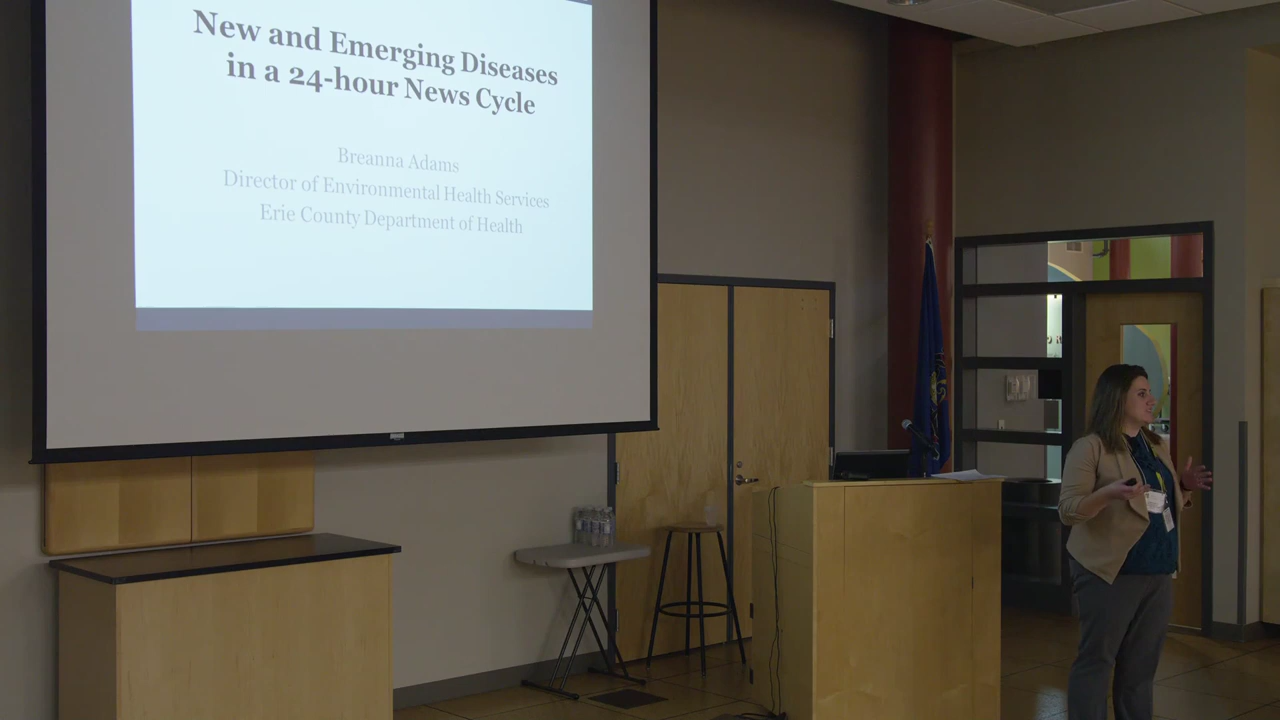 New and Emerging Diseases
in a 24-hour News Cycle
Breanna Adams
Director of Environmental Health Services
Erie County Department of Health